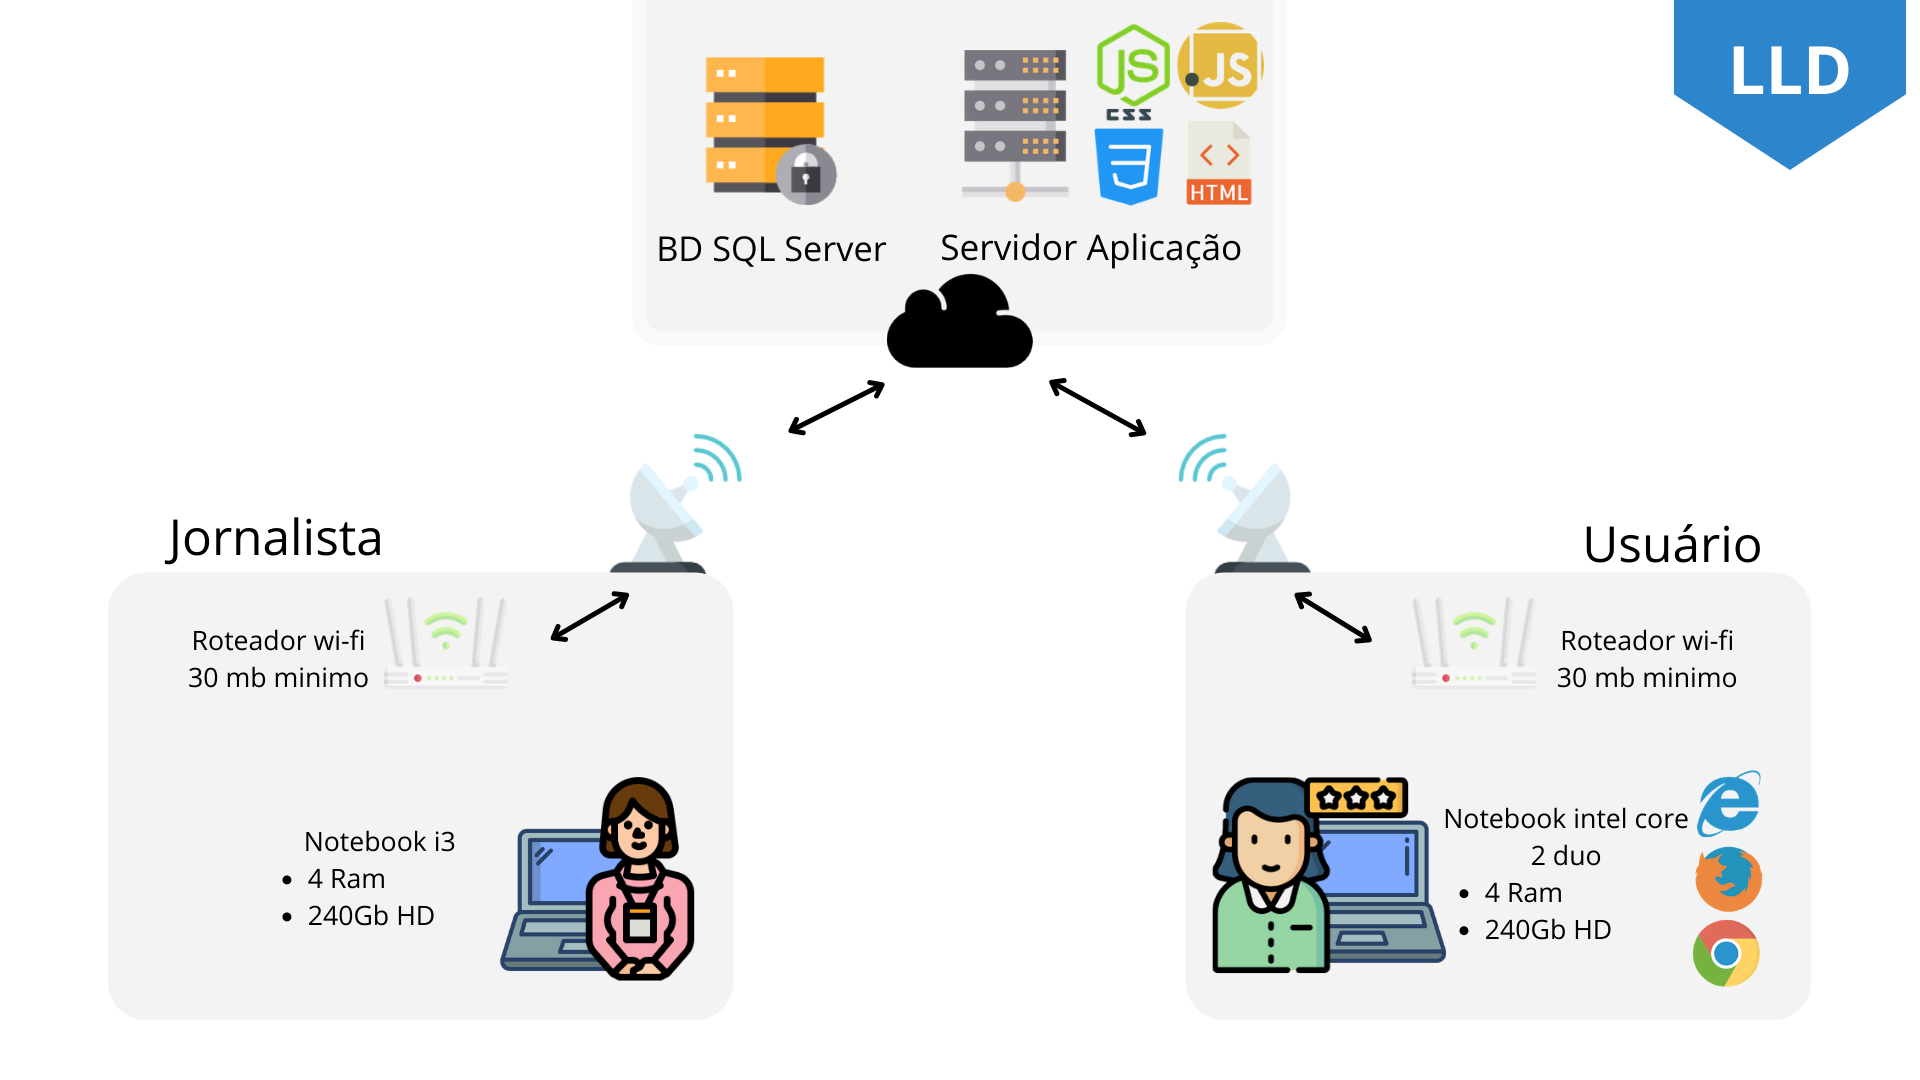 LLD
JS
JS
CSS
HTML
BD SQL Server
Servidor Aplicação
Jornalista
Roteador wi-fi
30 mb minimo
Notebook i3
• 4 Ram
• 240Gb HD
Usuário
Roteador wi-fi
30 mb minimo
Notebook intel core
2 duo
• 4 Ram
• 240Gb HD